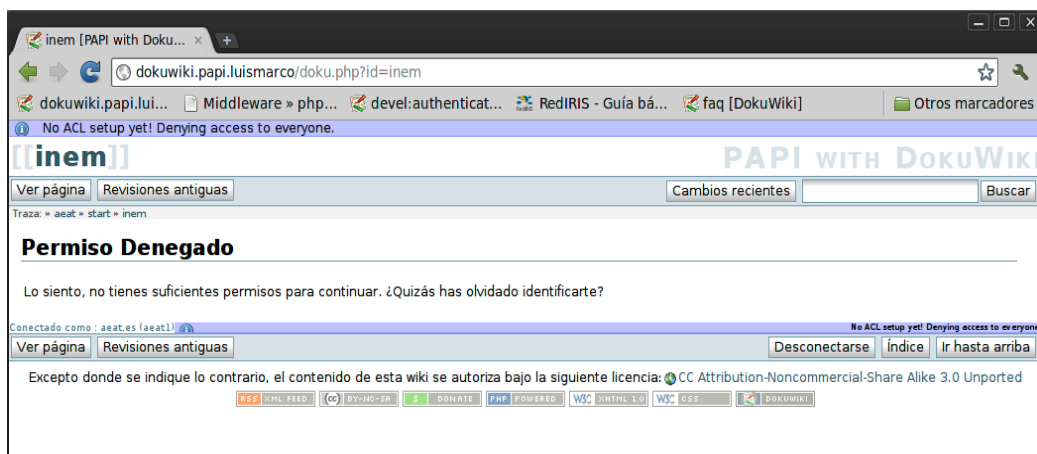 inem [PAPI with Doku...
dokuwiki.papi.luismarco/doku.php?id=inem
dokuwiki.papi.lui... Middleware » php... devel:authenticat... RedIRIS - Guía bá... faq [DokuWiki] Otros marcadores
No ACL setup yet! Denying access to everyone.
[[inem]] PAPI WITH DOKUWIKI
Ver página Revisiones antiguas Cambios recientes Buscar
Traza: » aeat » start » inem
Permiso Denegado
Lo siento, no tienes suficientes permisos para continuar. ¿Quizás has olvidado identificarte?
Conectado como : aeat.es (aeat1) No ACL setup yet! Denying access to everyone
Ver página Revisiones antiguas Desconectarse Índice Ir hasta arriba
Excepto donde se indique lo contrario, el contenido de esta wiki se autoriza bajo la siguiente licencia: CC Attribution-Noncommercial-Share Alike 3.0 Unported
RSS XML FEED (cc) BY-NC-SA $ DONATE PHP POWERED W3C XHTML 1.0 W3C CSS DOKUWIKI